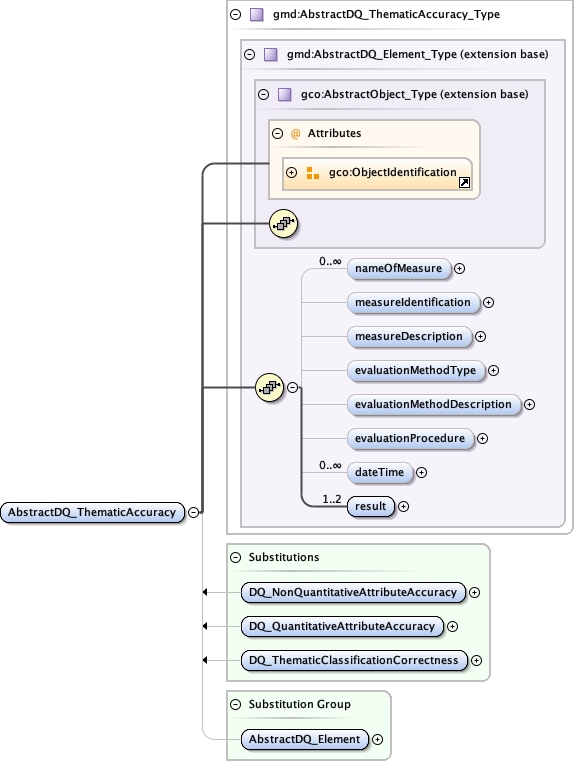 gmd:AbstractDQ_ThematicAccuracy_Type
gmd:AbstractDQ_Element_Type (extension base)
gco:AbstractObject_Type (extension base)
@ Attributes
gco:ObjectIdentification
0..∞
nameOfMeasure
measureIdentification
measureDescription
evaluationMethodType
evaluationMethodDescription
evaluationProcedure
0..∞
dateTime
1..2
result
AbstractDQ_ThematicAccuracy
Substitutions
DQ_NonQuantitativeAttributeAccuracy
DQ_QuantitativeAttributeAccuracy
DQ_ThematicClassificationCorrectness
Substitution Group
AbstractDQ_Element